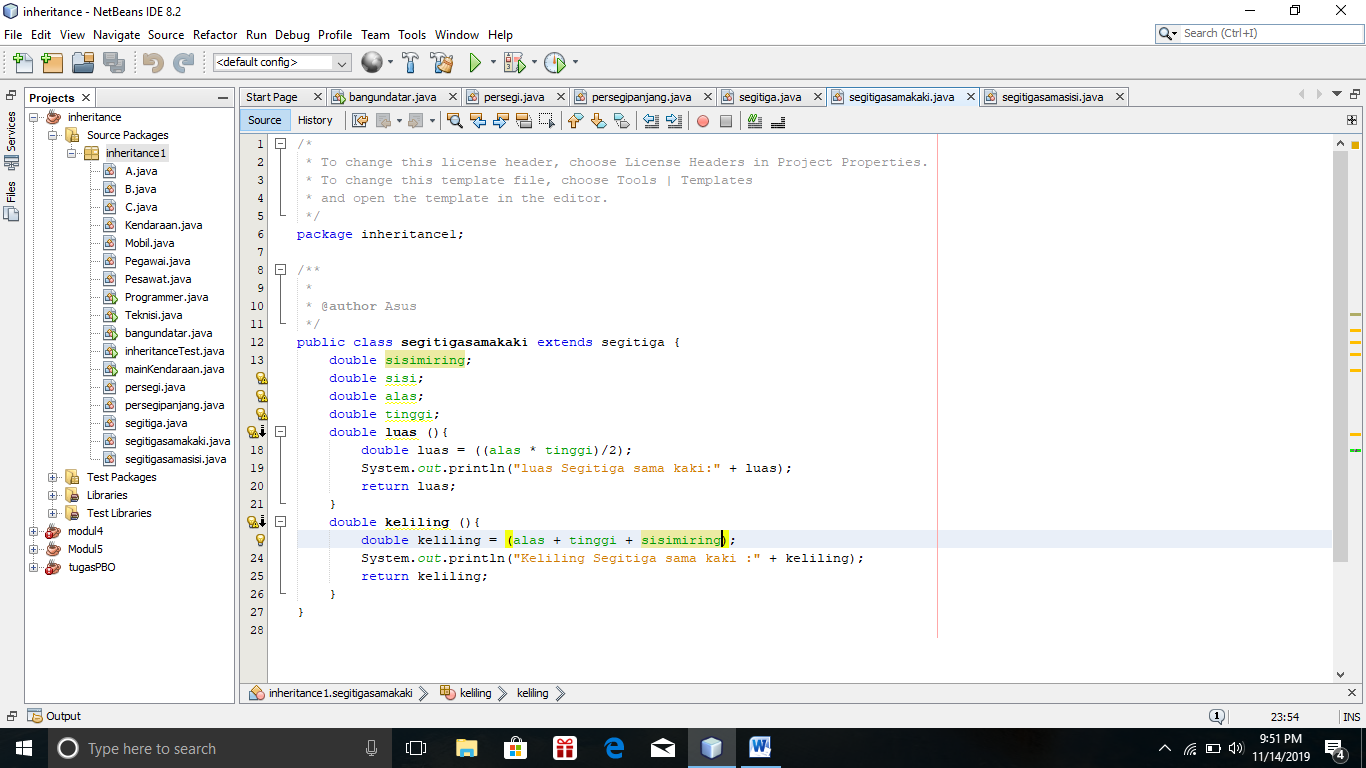 inheritance - NetBeans IDE 8.2
File Edit View Navigate Source Refactor Run Debug Profile Team Tools Window Help
Search (Ctrl+I)
<default config>
Services
Files
Projects
inheritance
Source Packages
inheritance1
A.java
B.java
C.java
Kendaraan.java
Mobil.java
Pegawai.java
Pesawat.java
Programmer.java
Teknisi.java
bangundatar.java
inheritanceTest.java
mainKendaraan.java
persegi.java
persegipanjang.java
segitiga.java
segitigasamakaki.java
segitigasamasisi.java
Test Packages
Libraries
Test Libraries
modul4
Modul5
tugasPBO
Start Page bangundatar.java persegi.java persegipanjang.java segitiga.java segitigasamakaki.java segitigasamasisi.java
Source History
1 /*
2 * To change this license header, choose License Headers in Project Properties.
3 * To change this template file, choose Tools | Templates
4 * and open the template in the editor.
5 */
6 package inheritance1;
7
8 /**
9 *
10 * @author Asus
11 */
12 public class segitigasamakaki extends segitiga {
13 double sisimiring;
double sisi;
double alas;
double tinggi;
double luas (){
18 double luas = ((alas * tinggi)/2);
19 System.out.println("luas Segitiga sama kaki:" + luas);
20 return luas;
21 }
double keliling (){
double keliling = (alas + tinggi + sisimiring);
24 System.out.println("Keliling Segitiga sama kaki :" + keliling);
25 return keliling;
26 }
27 }
28
inheritance1.segitigasamakaki keliling keliling
Output
1 23:54 INS
Type here to search
9:51 PM
11/14/2019
4